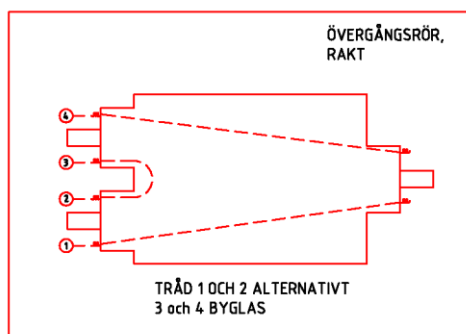 ÖVERGÅNGSRÖR,
RAKT
4
3
2
1
TRÅD 1 OCH 2 ALTERNATIVT
3 och 4 BYGLAS